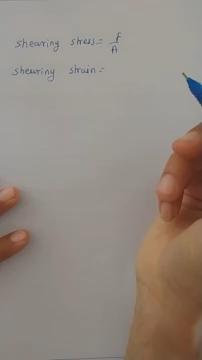 shearing stress = f/A
shearing strain =